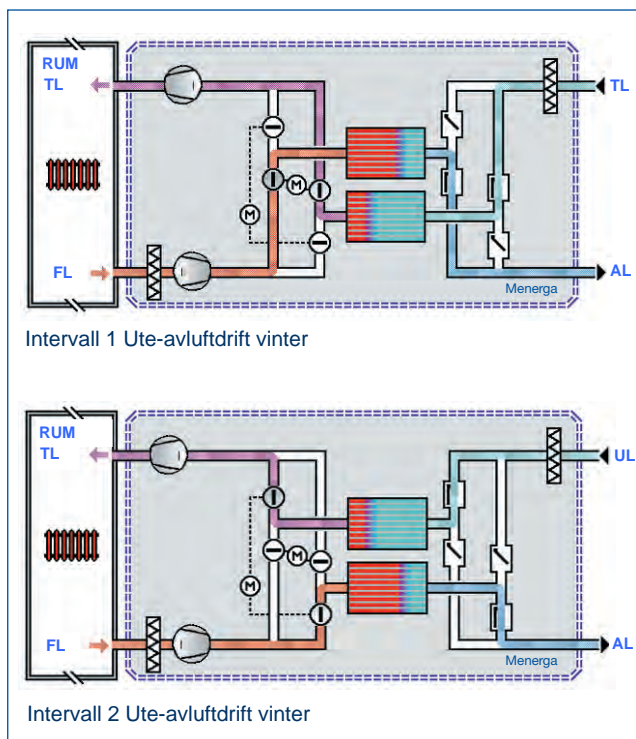 RUM
TL
TL
M
M
FL
AL
Menerga
Intervall 1 Ute-avluftdrift vinter
RUM
TL
UL
M
M
FL
AL
Menerga
Intervall 2 Ute-avluftdrift vinter